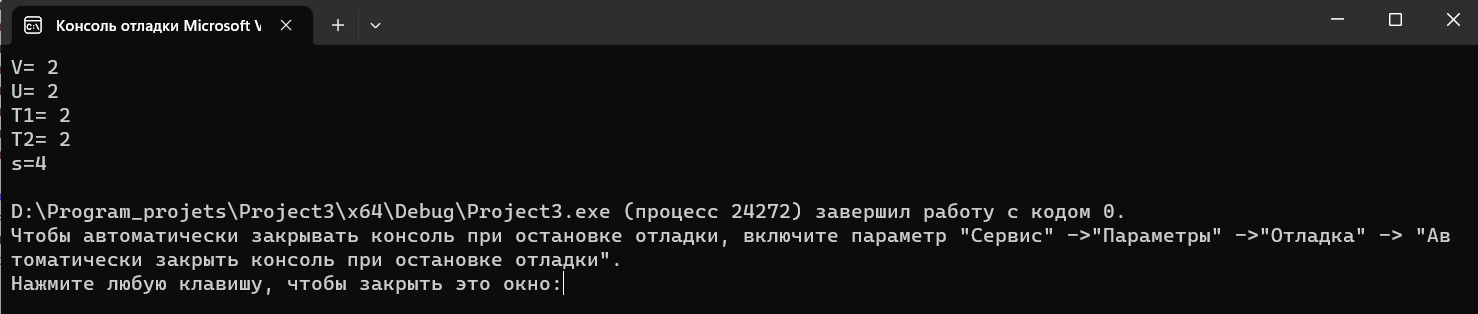 Консоль отладки Microsoft V
V= 2
U= 2
T1= 2
T2= 2
s=4
D:\Program_projets\Project3\x64\Debug\Project3.exe (процесс 24272) завершил работу с кодом 0.
Чтобы автоматически закрывать консоль при остановке отладки, включите параметр "Сервис" ->"Параметры" ->"Отладка" -> "Ав
томатически закрыть консоль при остановке отладки".
Нажмите любую клавишу, чтобы закрыть это окно: